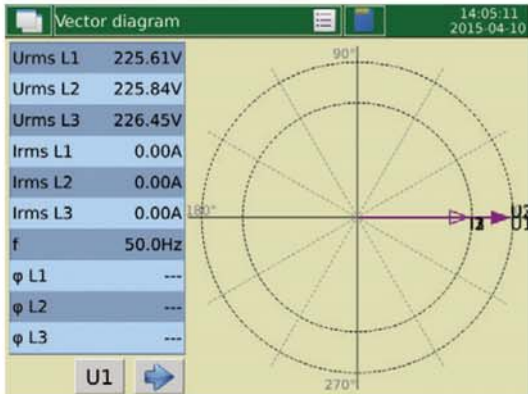 Vector diagram
14:05:11
2015-04-10
Urms L1 225.61V
Urms L2 225.84V
Urms L3 226.45V
Irms L1 0.00A
Irms L2 0.00A
Irms L3 0.00A
f 50.0Hz
φ L1 ---
φ L2 ---
φ L3 ---
U1
90°
180°
U1
270°